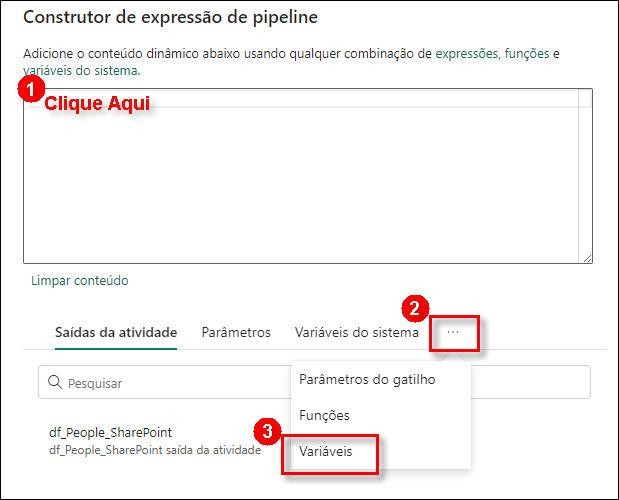 Construtor de expressão de pipeline
Adicione o conteúdo dinâmico abaixo usando qualquer combinação de expressões, funções e
variáveis do sistema.
1
Clique Aqui
Limpar conteúdo
2
Saídas da atividade Parâmetros Variáveis do sistema ...
Pesquisar
Parâmetros do gatilho
Funções
df_People_SharePoint
df_People_SharePoint saída da atividade
3
Variáveis